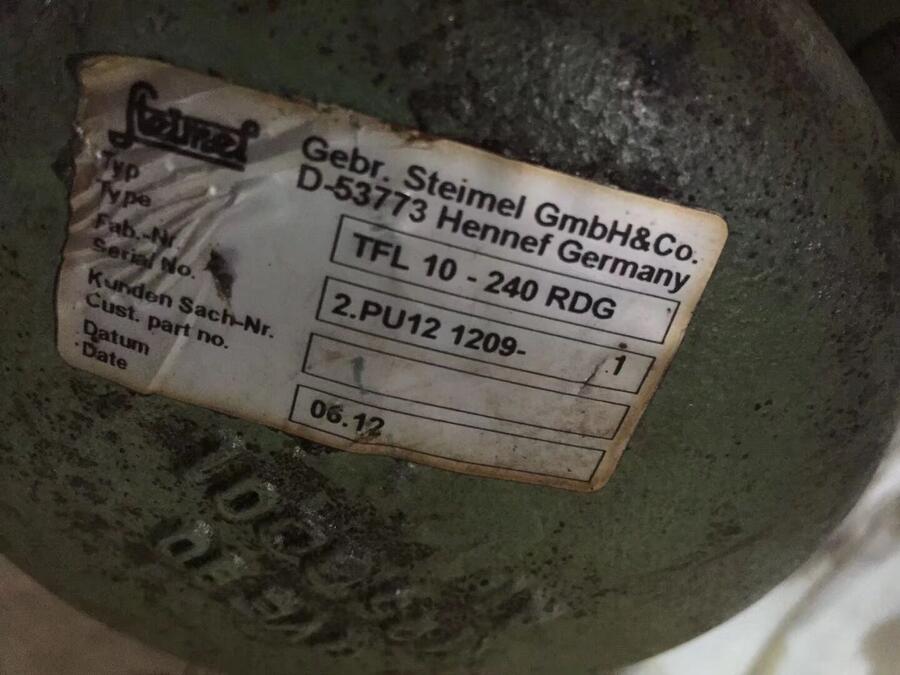 Steimel
Gebr. Steimel GmbH&Co.
D-53773 Hennef Germany
Typ
Type
TFL 10 - 240 RDG
Fab.-Nr.
Serial No.
2.PU12 1209- 1
Kunden Sach-Nr.
Cust. part no.
Datum
Date
06.12